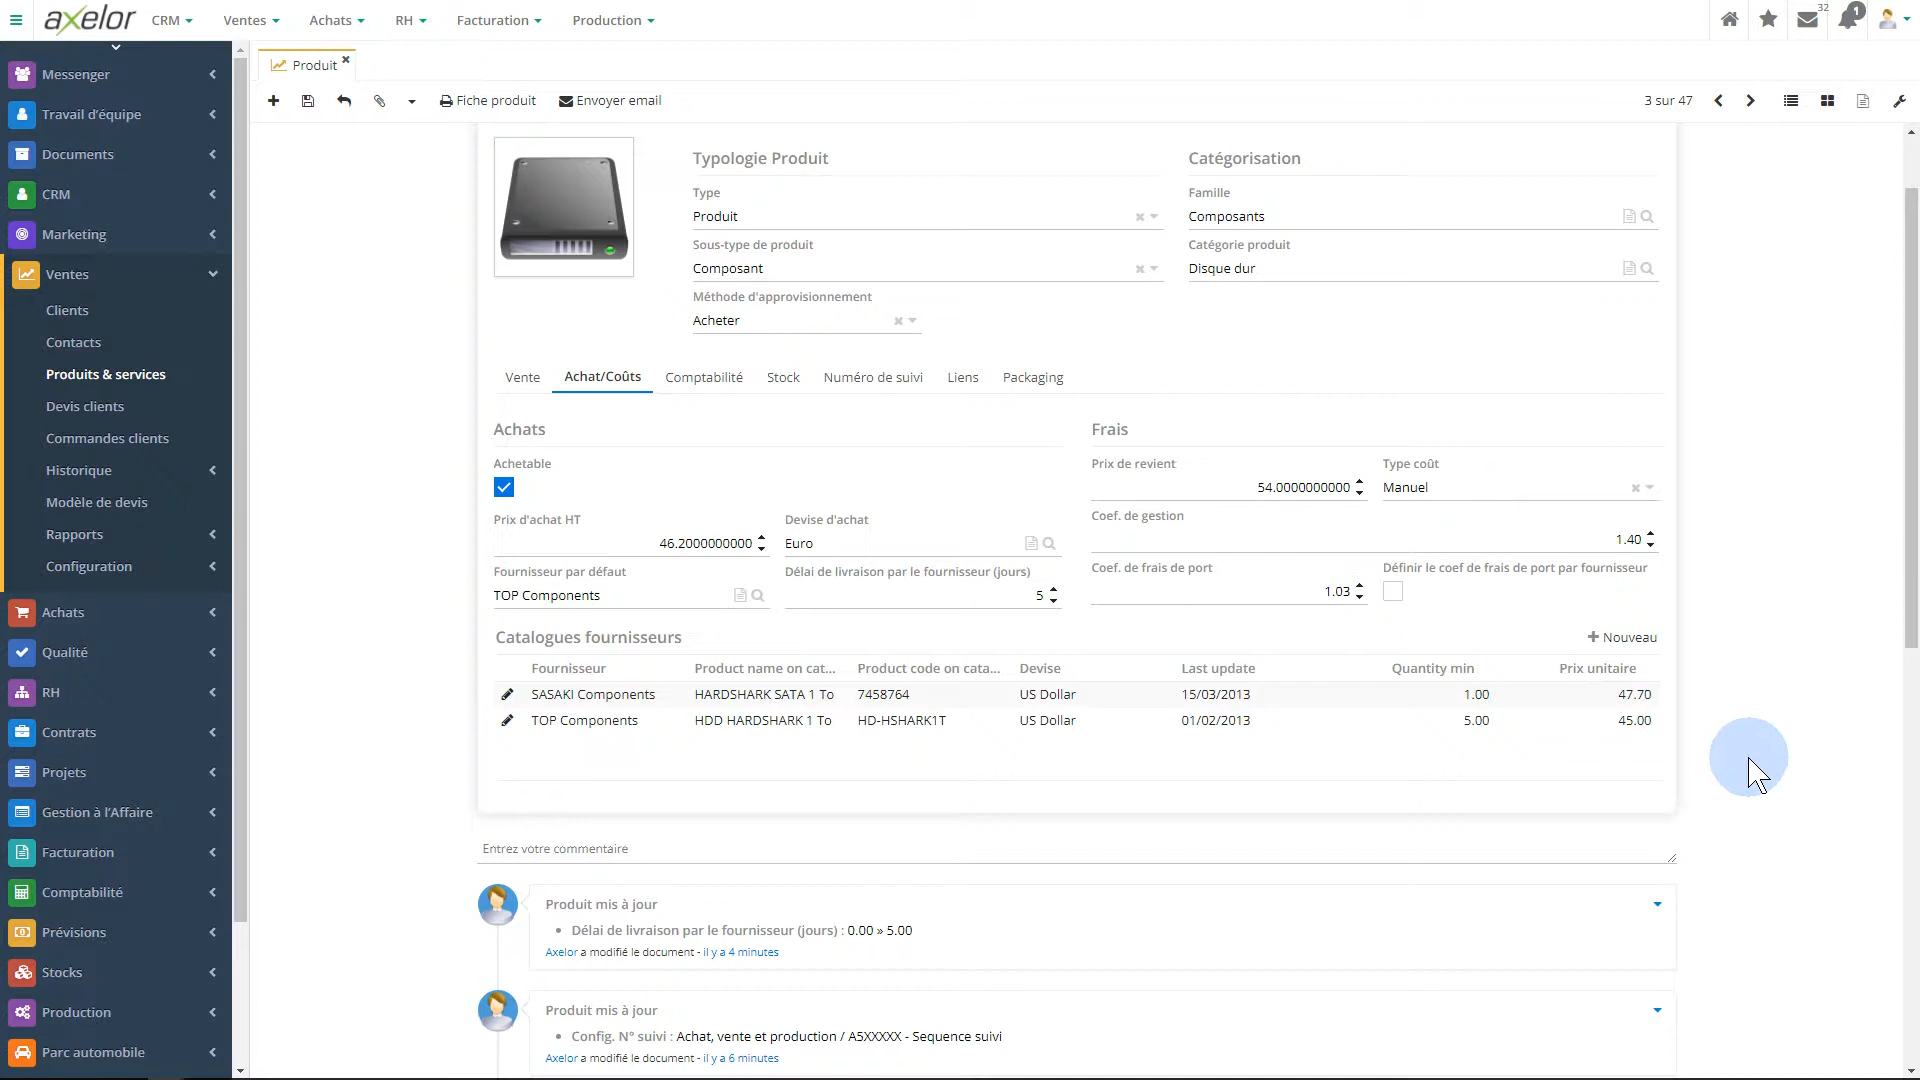 axelor
CRM Ventes Achats RH Facturation Production
32
1
Messenger
Travail d'équipe
Documents
CRM
Marketing
Ventes
Clients
Contacts
Produits & services
Devis clients
Commandes clients
Historique
Modèle de devis
Rapports
Configuration
Achats
Qualité
RH
Contrats
Projets
Gestion à l'Affaire
Facturation
Comptabilité
Prévisions
Stocks
Production
Parc automobile
Produit
Fiche produit Envoyer email
3 sur 47
Typologie Produit
Type
Produit
Sous-type de produit
Composant
Méthode d'approvisionnement
Acheter
Catégorisation
Famille
Composants
Catégorie produit
Disque dur
Vente Achat/Coûts Comptabilité Stock Numéro de suivi Liens Packaging
Achats
Achetable
Prix d'achat HT
46.2000000000
Devise d'achat
Euro
Fournisseur par défaut
TOP Components
Délai de livraison par le fournisseur (jours)
5
Frais
Prix de revient
54.0000000000
Type coût
Manuel
Coef. de gestion
1.40
Coef. de frais de port
1.03
Définir le coef de frais de port par fournisseur
Catalogues fournisseurs
Nouveau
Fournisseur Product name on cat... Product code on cata... Devise Last update Quantity min Prix unitaire
SASAKI Components HARDSHARK SATA 1 To 7458764 US Dollar 15/03/2013 1.00 47.70
TOP Components HDD HARDSHARK 1 To HD-HSHARK1T US Dollar 01/02/2013 5.00 45.00
Entrez votre commentaire
Produit mis à jour
Délai de livraison par le fournisseur (jours) : 0.00 » 5.00
Axelor a modifié le document - il y a 4 minutes
Produit mis à jour
Config. N° suivi : Achat, vente et production / A5XXXXX - Sequence suivi
Axelor a modifié le document - il y a 6 minutes